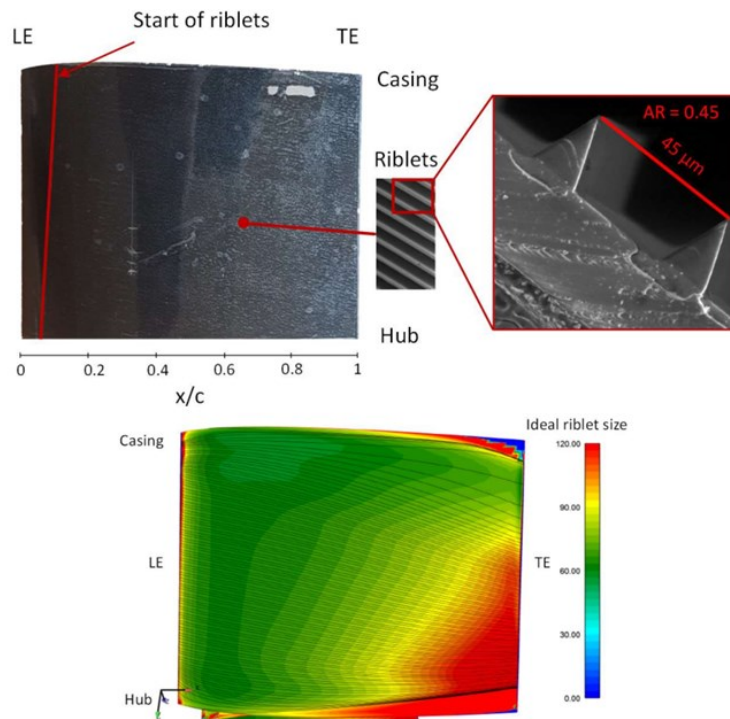 Start of riblets
LE
TE
Casing
Riblets
Hub
AR = 0.45
45 μm
0 0.2 0.4 0.6 0.8 1
x/c
Ideal riblet size
Casing
LE
TE
Hub
120.00
90.00
60.00
30.00
0.00